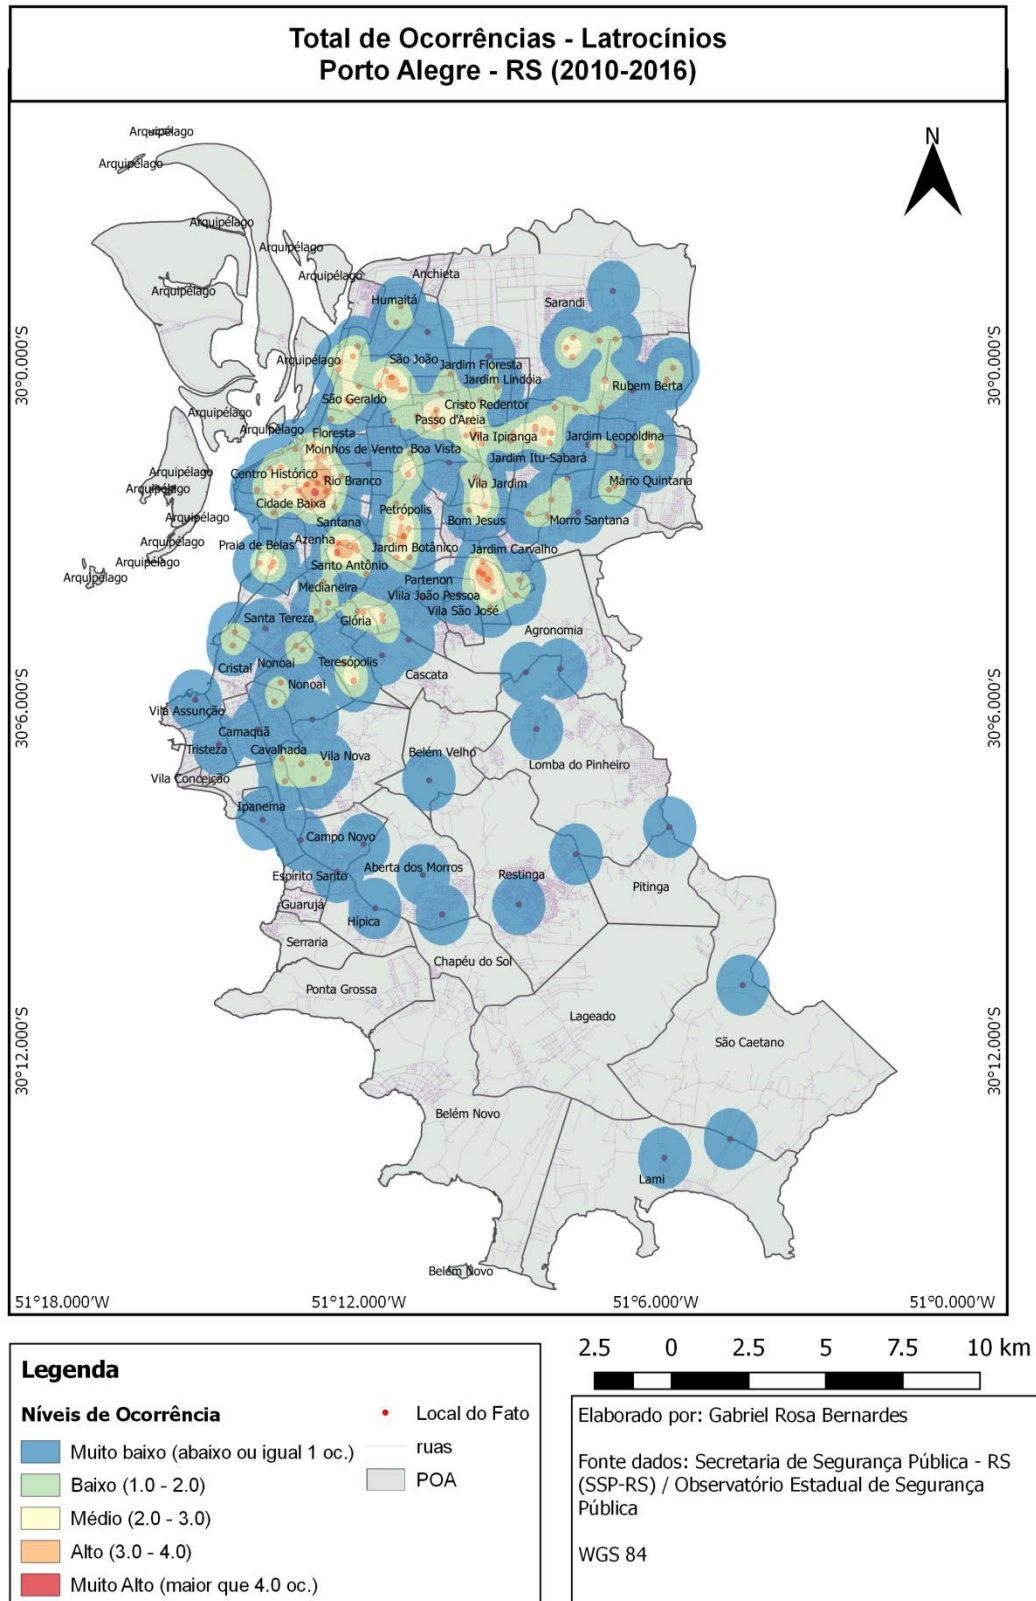 Total de Ocorrências - Latrocínios
Porto Alegre - RS (2010-2016)
Arquipélago
Arquipélago
N
Arquipélago
Arquipélago
Anchieta
Arquipélago
Arquipélago
Humaitá
Sarandi
30°0.000'S
30°0.000'S
Arquipélago
São João
Jardim Floresta
Jardim Lindóia
Rubem Berta
São Geraldo
Cristo Redentor
Arquipélago
Passo d'Areia
Arquipélago
Floresta
Vila Ipiranga
Jardim Leopoldina
Moinhos de Vento
Boa Vista
Jardim Itu-Sabará
Arquipélago
Centro Histórico
Rio Branco
Vila Jardim
Mário Quintana
Arquipélago
Cidade Baixa
Petrópolis
Arquipélago
Santana
Bom Jesus
Morro Santana
Arquipélago
Azenha
Praia de Belas
Jardim Botânico
Jardim Carvalho
Arquipélago
Santo Antônio
Arquipélago
Partenon
Medianeira
Vlila João Pessoa
Vila São José
Santa Tereza
Glória
Agronomia
Cristal
Nonoai
Teresópolis
Cascata
Nonoai
30°6.000'S
30°6.000'S
Vila Assunção
Camaquã
Tristeza
Cavalhada
Vila Nova
Belém Velho
Lomba do Pinheiro
Vila Conceição
Ipanema
Campo Novo
Aberta dos Morros
Espírito Santo
Restinga
Pitinga
Guarujá
Hípica
Serraria
Chapéu do Sol
Ponta Grossa
Lageado
São Caetano
30°12.000'S
30°12.000'S
Belém Novo
Lami
Belém Novo
51°18.000'W 51°12.000'W 51°6.000'W 51°0.000'W
2.5 0 2.5 5 7.5 10 km
Legenda
Níveis de Ocorrência
Muito baixo (abaixo ou igual 1 oc.)
Baixo (1.0 - 2.0)
Médio (2.0 - 3.0)
Alto (3.0 - 4.0)
Muito Alto (maior que 4.0 oc.)
Local do Fato
ruas
POA
Elaborado por: Gabriel Rosa Bernardes
Fonte dados: Secretaria de Segurança Pública - RS
(SSP-RS) / Observatório Estadual de Segurança
Pública
WGS 84